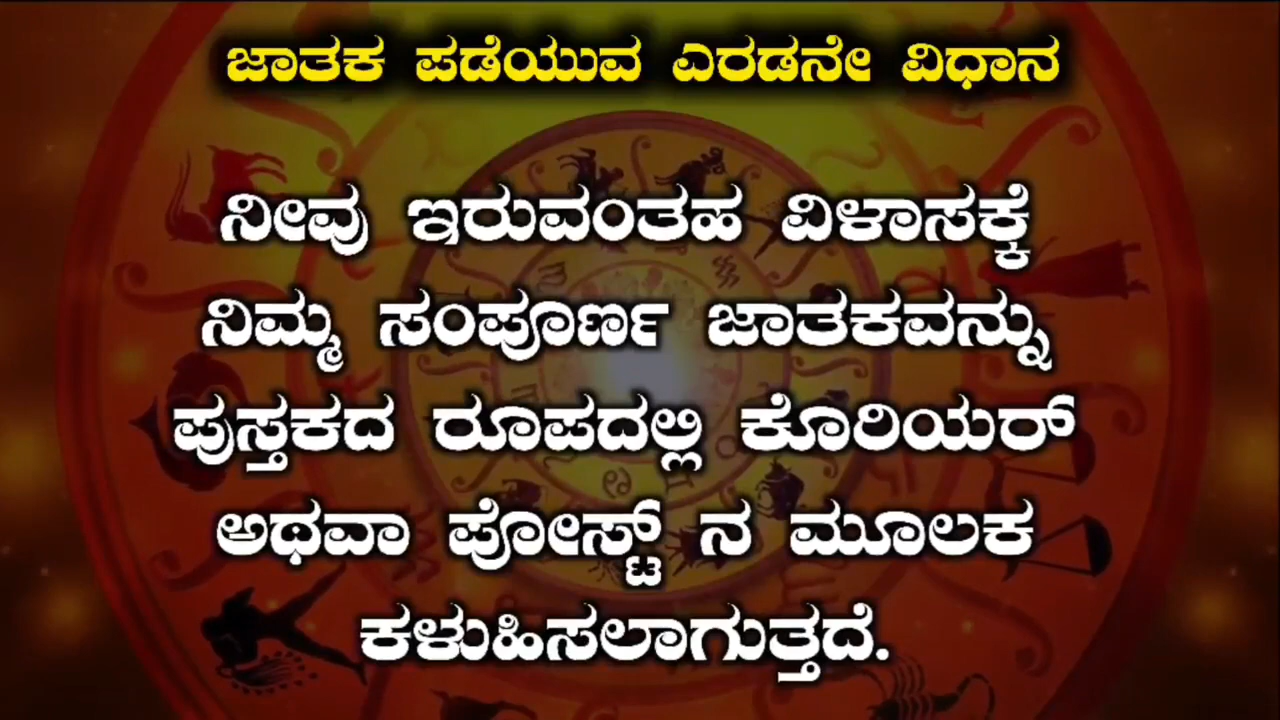 ಜಾತಕ ಪಡೆಯುವ ಎರಡನೇ ವಿಧಾನ
ನೀವು ಇರುವಂತಹ ವಿಳಾಸಕ್ಕೆ
ನಿಮ್ಮ ಸಂಪೂರ್ಣ ಜಾತಕವನ್ನು
ಪುಸ್ತಕದ ರೂಪದಲ್ಲಿ ಕೊರಿಯರ್
ಅಥವಾ ಪೋಸ್ಟ್ ನ ಮೂಲಕ
ಕಳುಹಿಸಲಾಗುತ್ತದೆ.